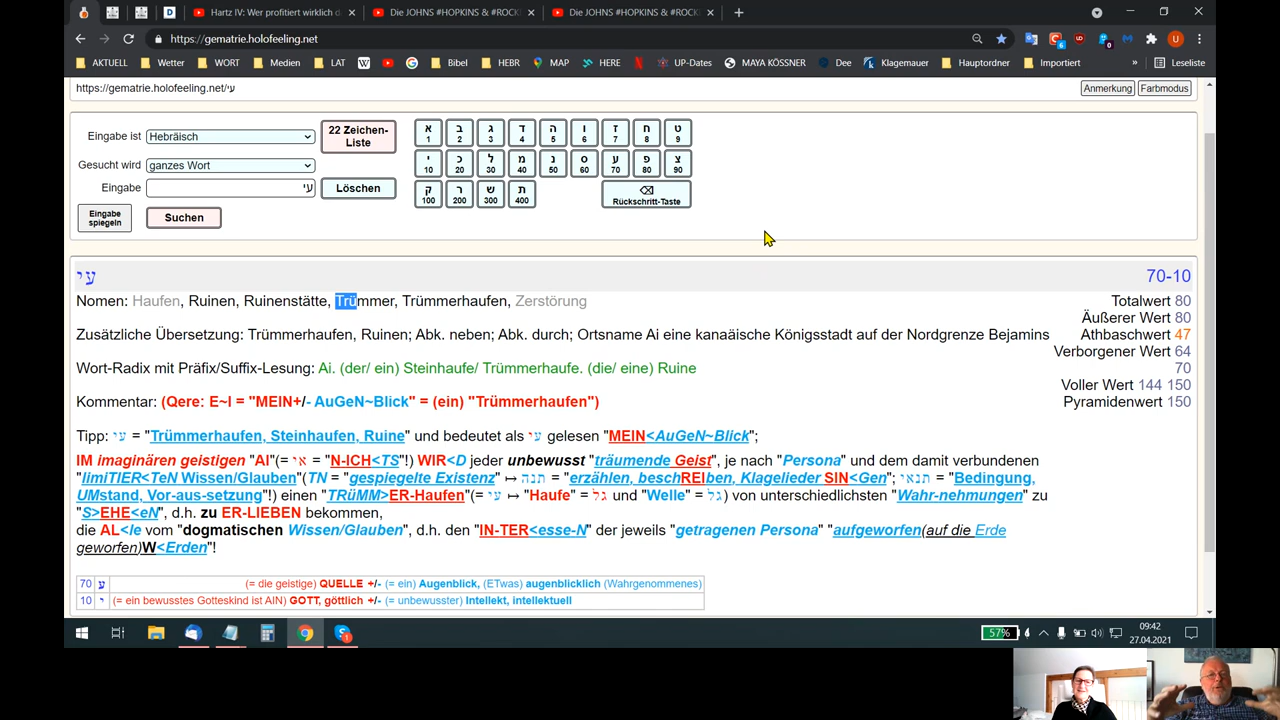 Hartz IV: Wer profitiert wirklich d
Die JOHNS #HOPKINS & #ROCK
Die JOHNS #HOPKINS & #ROCK
https://gematrie.holofeeling.net
AKTUELL Wetter WORT Medien LAT Bibel HEBR MAP HERE UP-Dates MAYA KÖSSNER Dee Klagemauer Hauptordner Importiert » Leseliste
https://gematrie.holofeeling.net/עי
Anmerkung Farbmodus
Eingabe ist Hebräisch
22 Zeichen-Liste
Gesucht wird ganzes Wort
Eingabe עי Löschen
Eingabe spiegeln Suchen
א ב ג ד ה ו ז ח ט
1 2 3 4 5 6 7 8 9
י כ ל מ נ ס ע פ צ
10 20 30 40 50 60 70 80 90
ק ר ש ת
100 200 300 400 Rückschritt-Taste
עי 70-10
Nomen: Haufen, Ruinen, Ruinenstätte, Trümmer, Trümmerhaufen, Zerstörung
Totalwert 80
Äußerer Wert 80
Zusätzliche Übersetzung: Trümmerhaufen, Ruinen; Abk. neben; Abk. durch; Ortsname Ai eine kanaäische Königsstadt auf der Nordgrenze Bejamins
Athbaschwert 47
Verborgener Wert 64
70
Wort-Radix mit Präfix/Suffix-Lesung: Ai. (der/ ein) Steinhaufe/ Trümmerhaufe. (die/ eine) Ruine
Voller Wert 144 150
Pyramidenwert 150
Kommentar: (Qere: E~I = "MEIN+/- AuGeN~Blick" = (ein) "Trümmerhaufen")
Tipp: עי = "Trümmerhaufen, Steinhaufe, Ruine" und bedeutet als עי gelesen "MEIN<AuGeN~Blick";
IM imaginären geistigen "AI"(= אי = "N-ICH<TS"!) WIR<D jeder unbewusst "träumende Geist", je nach "Persona" und dem damit verbundenen
"limiTIER<TeN Wissen/Glauben"(TN = "gespiegelte Existenz" ↦ תנה = "erzählen, beschREIben, Klagelieder SIN<Gen"; תנאי = "Bedingung,
UMstand, Vor-aus-setzung"!) einen "TRüMM>ER-Haufen"(= עי ↦ "Haufe" = גל und "Welle" = גל) von unterschiedlichsten "Wahr-nehmungen" zu
"S>EHE<eN", d.h. zu ER-LIEBEN bekommen,
die AL<le vom "dogmatischen Wissen/Glauben", d.h. den "IN-TER<esse-N" der jeweils "getragenen Persona" "aufgeworfen(auf die Erde
geworfen)W<Erden"!
70 ע (= die geistige) QUELLE +/- (= ein) Augenblick, (ETwas) augenblicklich (Wahrgenommenes)
10 י (= ein bewusstes Gotteskind ist AIN) GOTT, göttlich +/- (= unbewusster) Intellekt, intellektuell
57% 09:42
27.04.2021